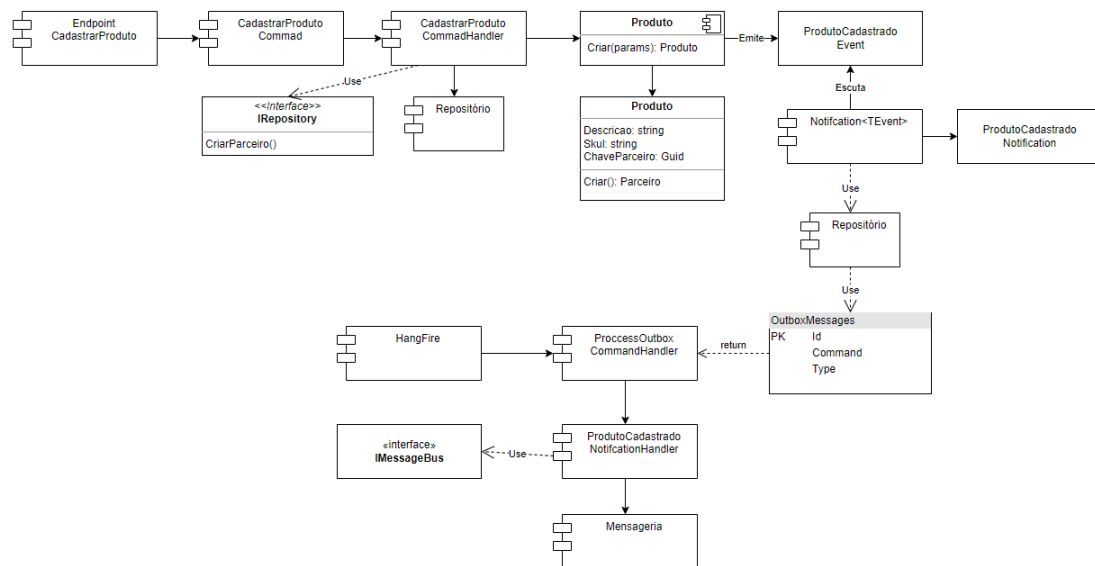 Endpoint
CadastrarProduto
CadastrarProduto
Commad
CadastrarProduto
CommadHandler
Produto
Criar(params): Produto
Emite
ProdutoCadastrado
Event
Use
Escuta
<<Interface>>
IRepository
CriarParceiro()
Repositório
Produto
Descricao: string
Skul: string
ChaveParceiro: Guid
Criar(): Parceiro
Notifcation<TEvent>
ProdutoCadastrado
Notification
Use
Repositório
Use
OutboxMessages
PK Id
Command
Type
HangFire
ProccessOutbox
CommandHandler
return
«interface»
IMessageBus
Use
ProdutoCadastrado
NotifcationHandler
Mensageria